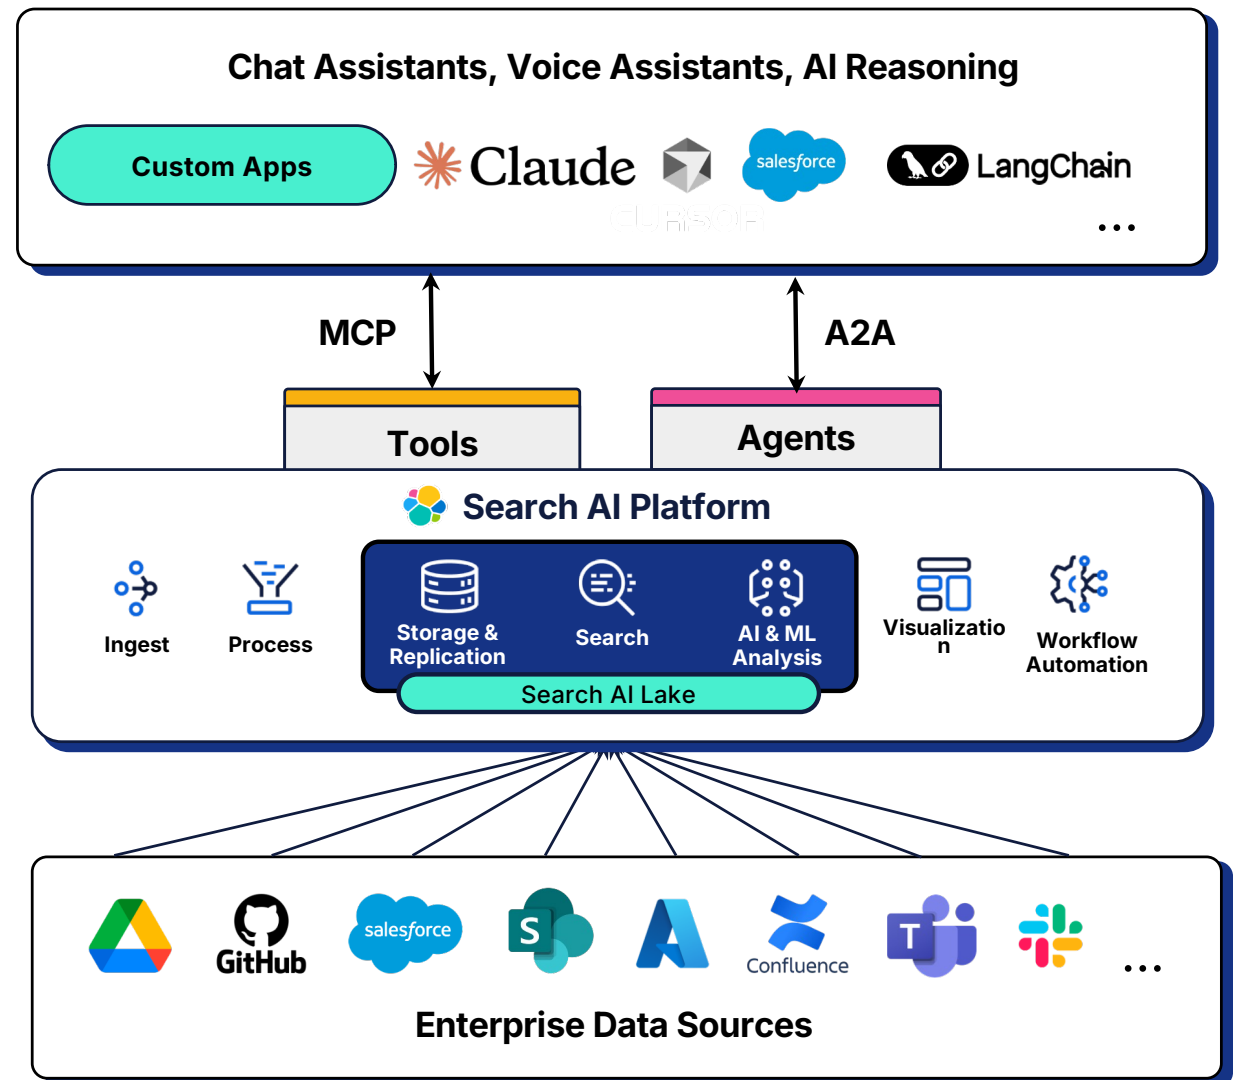 Chat Assistants, Voice Assistants, AI Reasoning
Custom Apps
Claude
CURSOR
salesforce
LangChain
...
MCP
A2A
Tools
Agents
Search AI Platform
Ingest
Process
Storage &
Replication
Search
AI & ML
Analysis
Visualizatio
n
Workflow
Automation
Search AI Lake
GitHub
salesforce
S
Confluence
T
...
Enterprise Data Sources